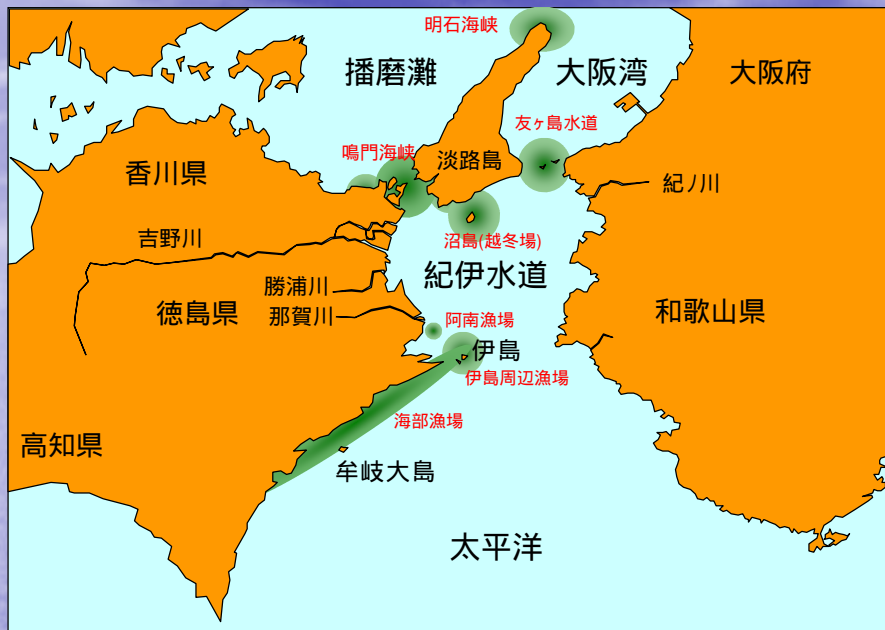 明石海峡
播磨灘
大阪湾
大阪府
友ヶ島水道
鳴門海峡
淡路島
香川県
紀ノ川
吉野川
沼島(越冬場)
紀伊水道
勝浦川
徳島県
那賀川
和歌山県
阿南漁場
伊島
伊島周辺漁場
海部漁場
高知県
牟岐大島
太平洋